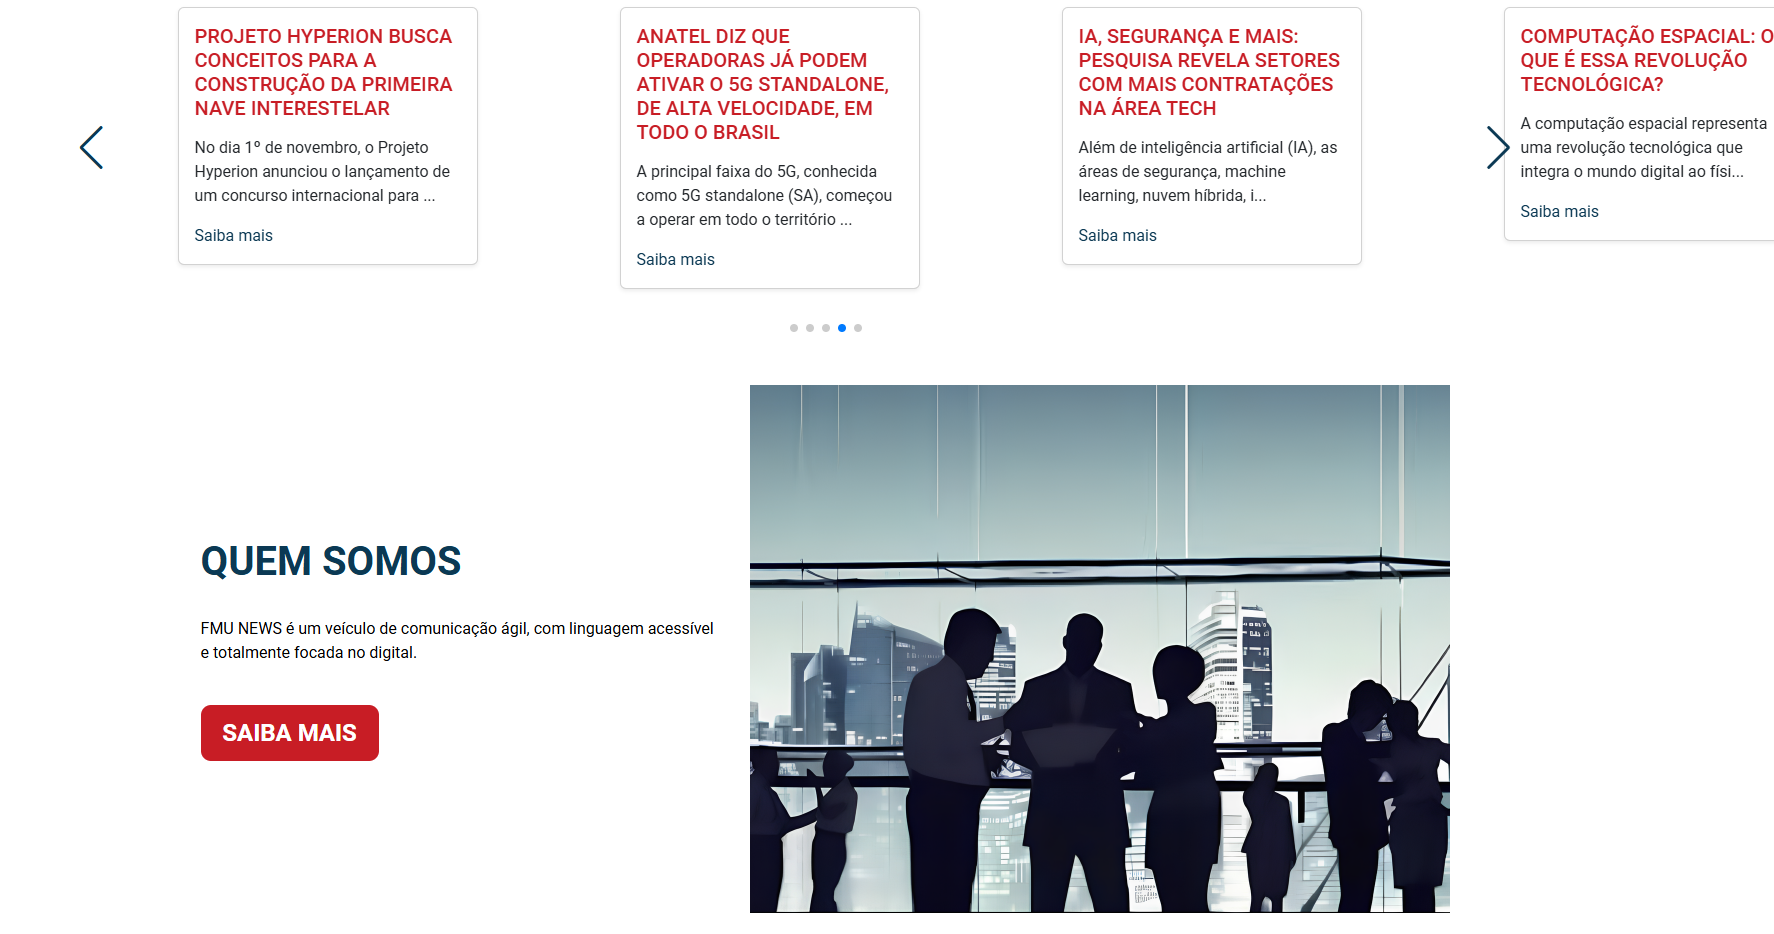 PROJETO HYPERION BUSCA
CONCEITOS PARA A
CONSTRUÇÃO DA PRIMEIRA
NAVE INTERESTELAR
No dia 1º de novembro, o Projeto
Hyperion anunciou o lançamento de
um concurso internacional para ...
Saiba mais
ANATEL DIZ QUE
OPERADORAS JÁ PODEM
ATIVAR O 5G STANDALONE,
DE ALTA VELOCIDADE, EM
TODO O BRASIL
A principal faixa do 5G, conhecida
como 5G standalone (SA), começou
a operar em todo o território ...
Saiba mais
IA, SEGURANÇA E MAIS:
PESQUISA REVELA SETORES
COM MAIS CONTRATAÇÕES
NA ÁREA TECH
Além de inteligência artificial (IA), as
áreas de segurança, machine
learning, nuvem híbrida, i...
Saiba mais
COMPUTAÇÃO ESPACIAL: O
QUE É ESSA REVOLUÇÃO
TECNOLÓGICA?
A computação espacial representa
uma revolução tecnológica que
integra o mundo digital ao físi...
Saiba mais
QUEM SOMOS
FMU NEWS é um veículo de comunicação ágil, com linguagem acessível
e totalmente focada no digital.
SAIBA MAIS